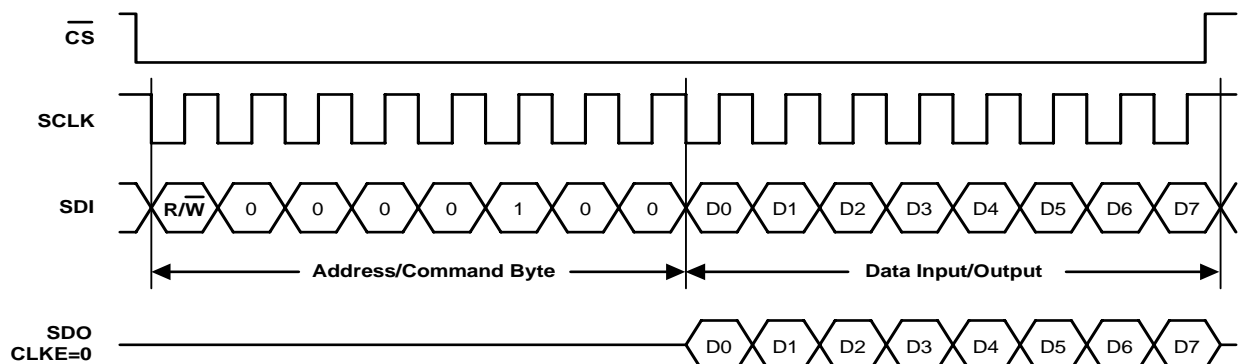 CS
SCLK
SDI R/W 0 0 0 0 1 0 0 D0 D1 D2 D3 D4 D5 D6 D7
Address/Command Byte Data Input/Output
SDO
CLKE=0 D0 D1 D2 D3 D4 D5 D6 D7